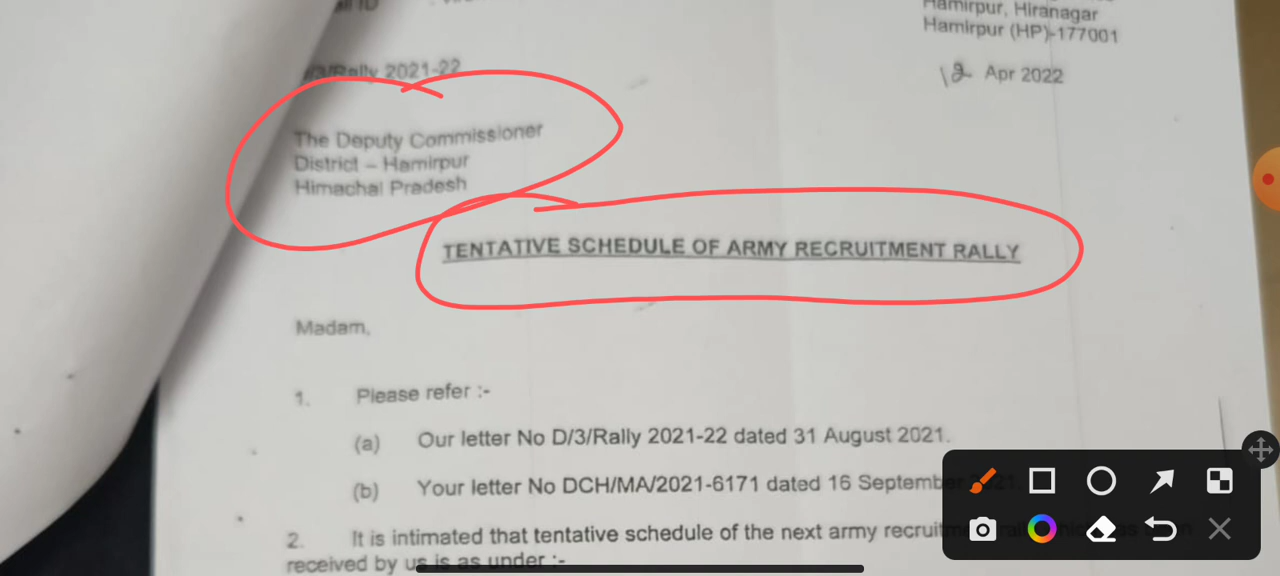 Hamirpur, Hiranagar
Hamirpur (HP)-177001
/Rally 2021-22
Apr 2022
The Deputy Commissioner
District – Hamirpur
Himachal Pradesh
TENTATIVE SCHEDULE OF ARMY RECRUITMENT RALLY
Madam,
1. Please refer :-
(a) Our letter No D/3/Rally 2021-22 dated 31 August 2021.
(b) Your letter No DCH/MA/2021-6171 dated 16 September 2021.
2. It is intimated that tentative schedule of the next army recruitment
received by us is as under :-